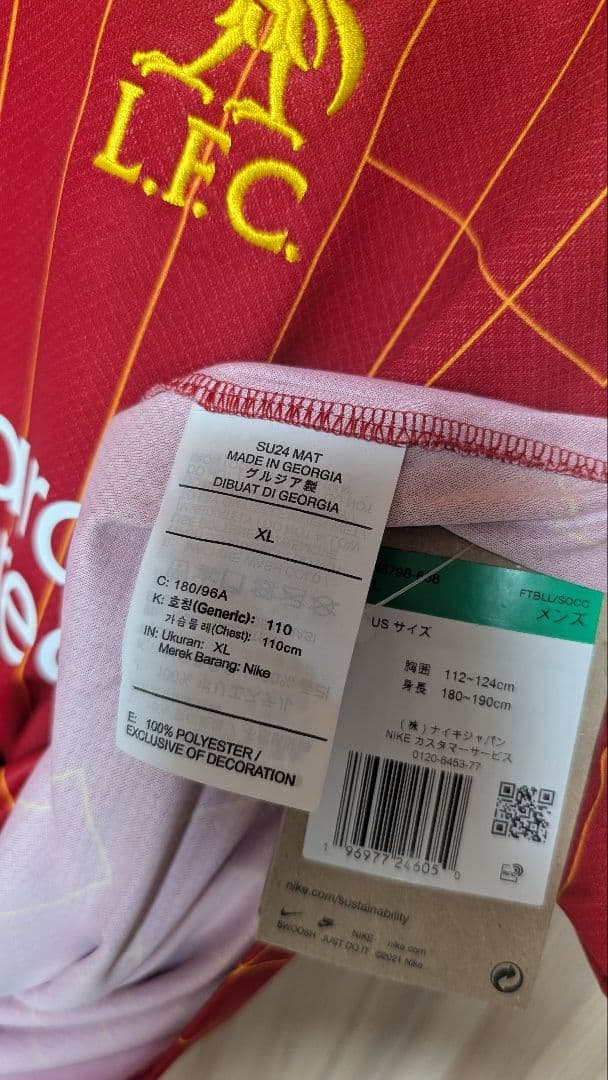 L.F.C.
SU24 MAT
MADE IN GEORGIA
グルジア製
DIBUAT DI GEORGIA
XL
C: 180/96A
K: 호칭(Generic): 110
가슴둘레(Chest): 110cm
IN: Ukuran: XL
Merek Barang: Nike
E: 100% POLYESTER /
EXCLUSIVE OF DECORATION
FTBLL/SOCC
メンズ
US サイズ
胸囲 112~124cm
身長 180~190cm
(株)ナイキジャパン
NIKE カスタマーサービス
0120-6453-77
1 96977 24605 0
nike.com/sustainability
NIKE nike.com
SWOOSH JUST DO IT ©2021 Nike